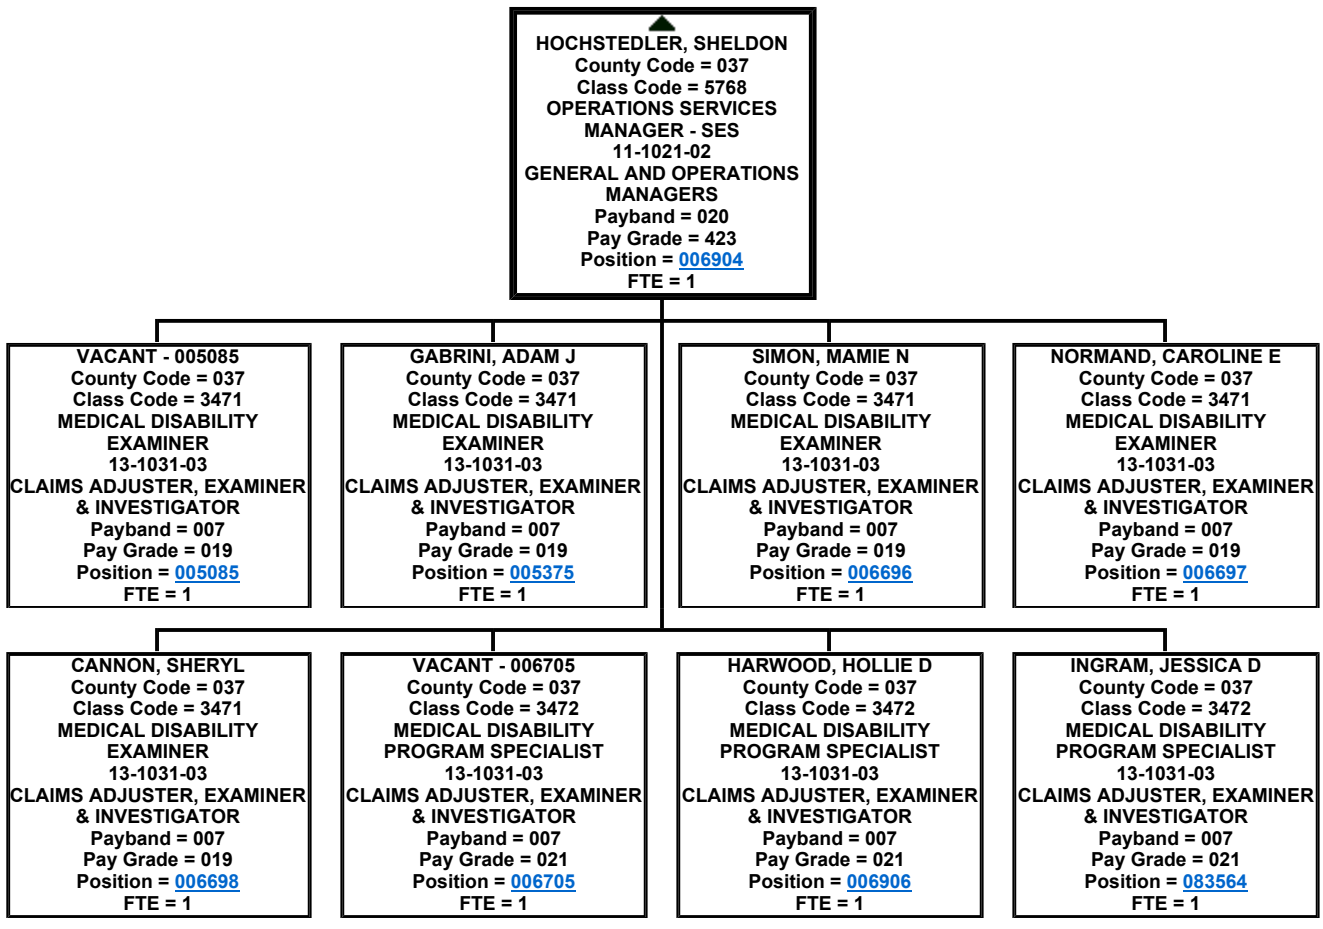 HOCHSTEDLER, SHELDON
County Code = 037
Class Code = 5768
OPERATIONS SERVICES
MANAGER - SES
11-1021-02
GENERAL AND OPERATIONS
MANAGERS
Payband = 020
Pay Grade = 423
Position = 006904
FTE = 1
VACANT - 005085
County Code = 037
Class Code = 3471
MEDICAL DISABILITY
EXAMINER
13-1031-03
CLAIMS ADJUSTER, EXAMINER
& INVESTIGATOR
Payband = 007
Pay Grade = 019
Position = 005085
FTE = 1
GABRINI, ADAM J
County Code = 037
Class Code = 3471
MEDICAL DISABILITY
EXAMINER
13-1031-03
CLAIMS ADJUSTER, EXAMINER
& INVESTIGATOR
Payband = 007
Pay Grade = 019
Position = 005375
FTE = 1
SIMON, MAMIE N
County Code = 037
Class Code = 3471
MEDICAL DISABILITY
EXAMINER
13-1031-03
CLAIMS ADJUSTER, EXAMINER
& INVESTIGATOR
Payband = 007
Pay Grade = 019
Position = 006696
FTE = 1
NORMAND, CAROLINE E
County Code = 037
Class Code = 3471
MEDICAL DISABILITY
EXAMINER
13-1031-03
CLAIMS ADJUSTER, EXAMINER
& INVESTIGATOR
Payband = 007
Pay Grade = 019
Position = 006697
FTE = 1
CANNON, SHERYL
County Code = 037
Class Code = 3471
MEDICAL DISABILITY
EXAMINER
13-1031-03
CLAIMS ADJUSTER, EXAMINER
& INVESTIGATOR
Payband = 007
Pay Grade = 019
Position = 006698
FTE = 1
VACANT - 006705
County Code = 037
Class Code = 3472
MEDICAL DISABILITY
PROGRAM SPECIALIST
13-1031-03
CLAIMS ADJUSTER, EXAMINER
& INVESTIGATOR
Payband = 007
Pay Grade = 021
Position = 006705
FTE = 1
HARWOOD, HOLLIE D
County Code = 037
Class Code = 3472
MEDICAL DISABILITY
PROGRAM SPECIALIST
13-1031-03
CLAIMS ADJUSTER, EXAMINER
& INVESTIGATOR
Payband = 007
Pay Grade = 021
Position = 006906
FTE = 1
INGRAM, JESSICA D
County Code = 037
Class Code = 3472
MEDICAL DISABILITY
PROGRAM SPECIALIST
13-1031-03
CLAIMS ADJUSTER, EXAMINER
& INVESTIGATOR
Payband = 007
Pay Grade = 021
Position = 083564
FTE = 1